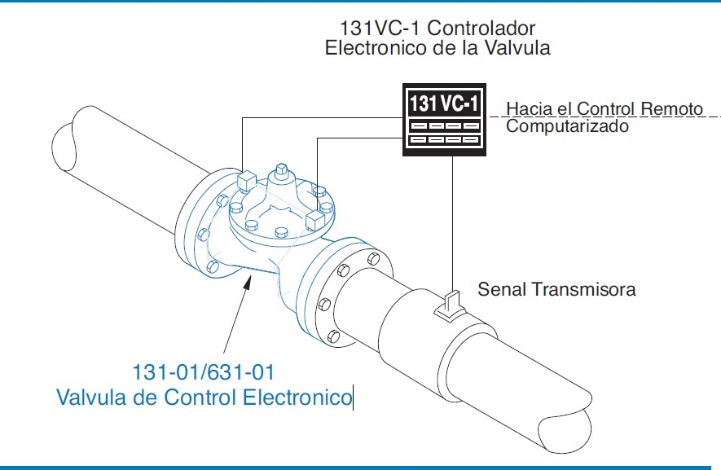 131VC-1 Controlador
Electronico de la Valvula
131 VC-1
Hacia el Control Remoto
Computarizado
Senal Transmisora
131-01/631-01
Valvula de Control Electronico